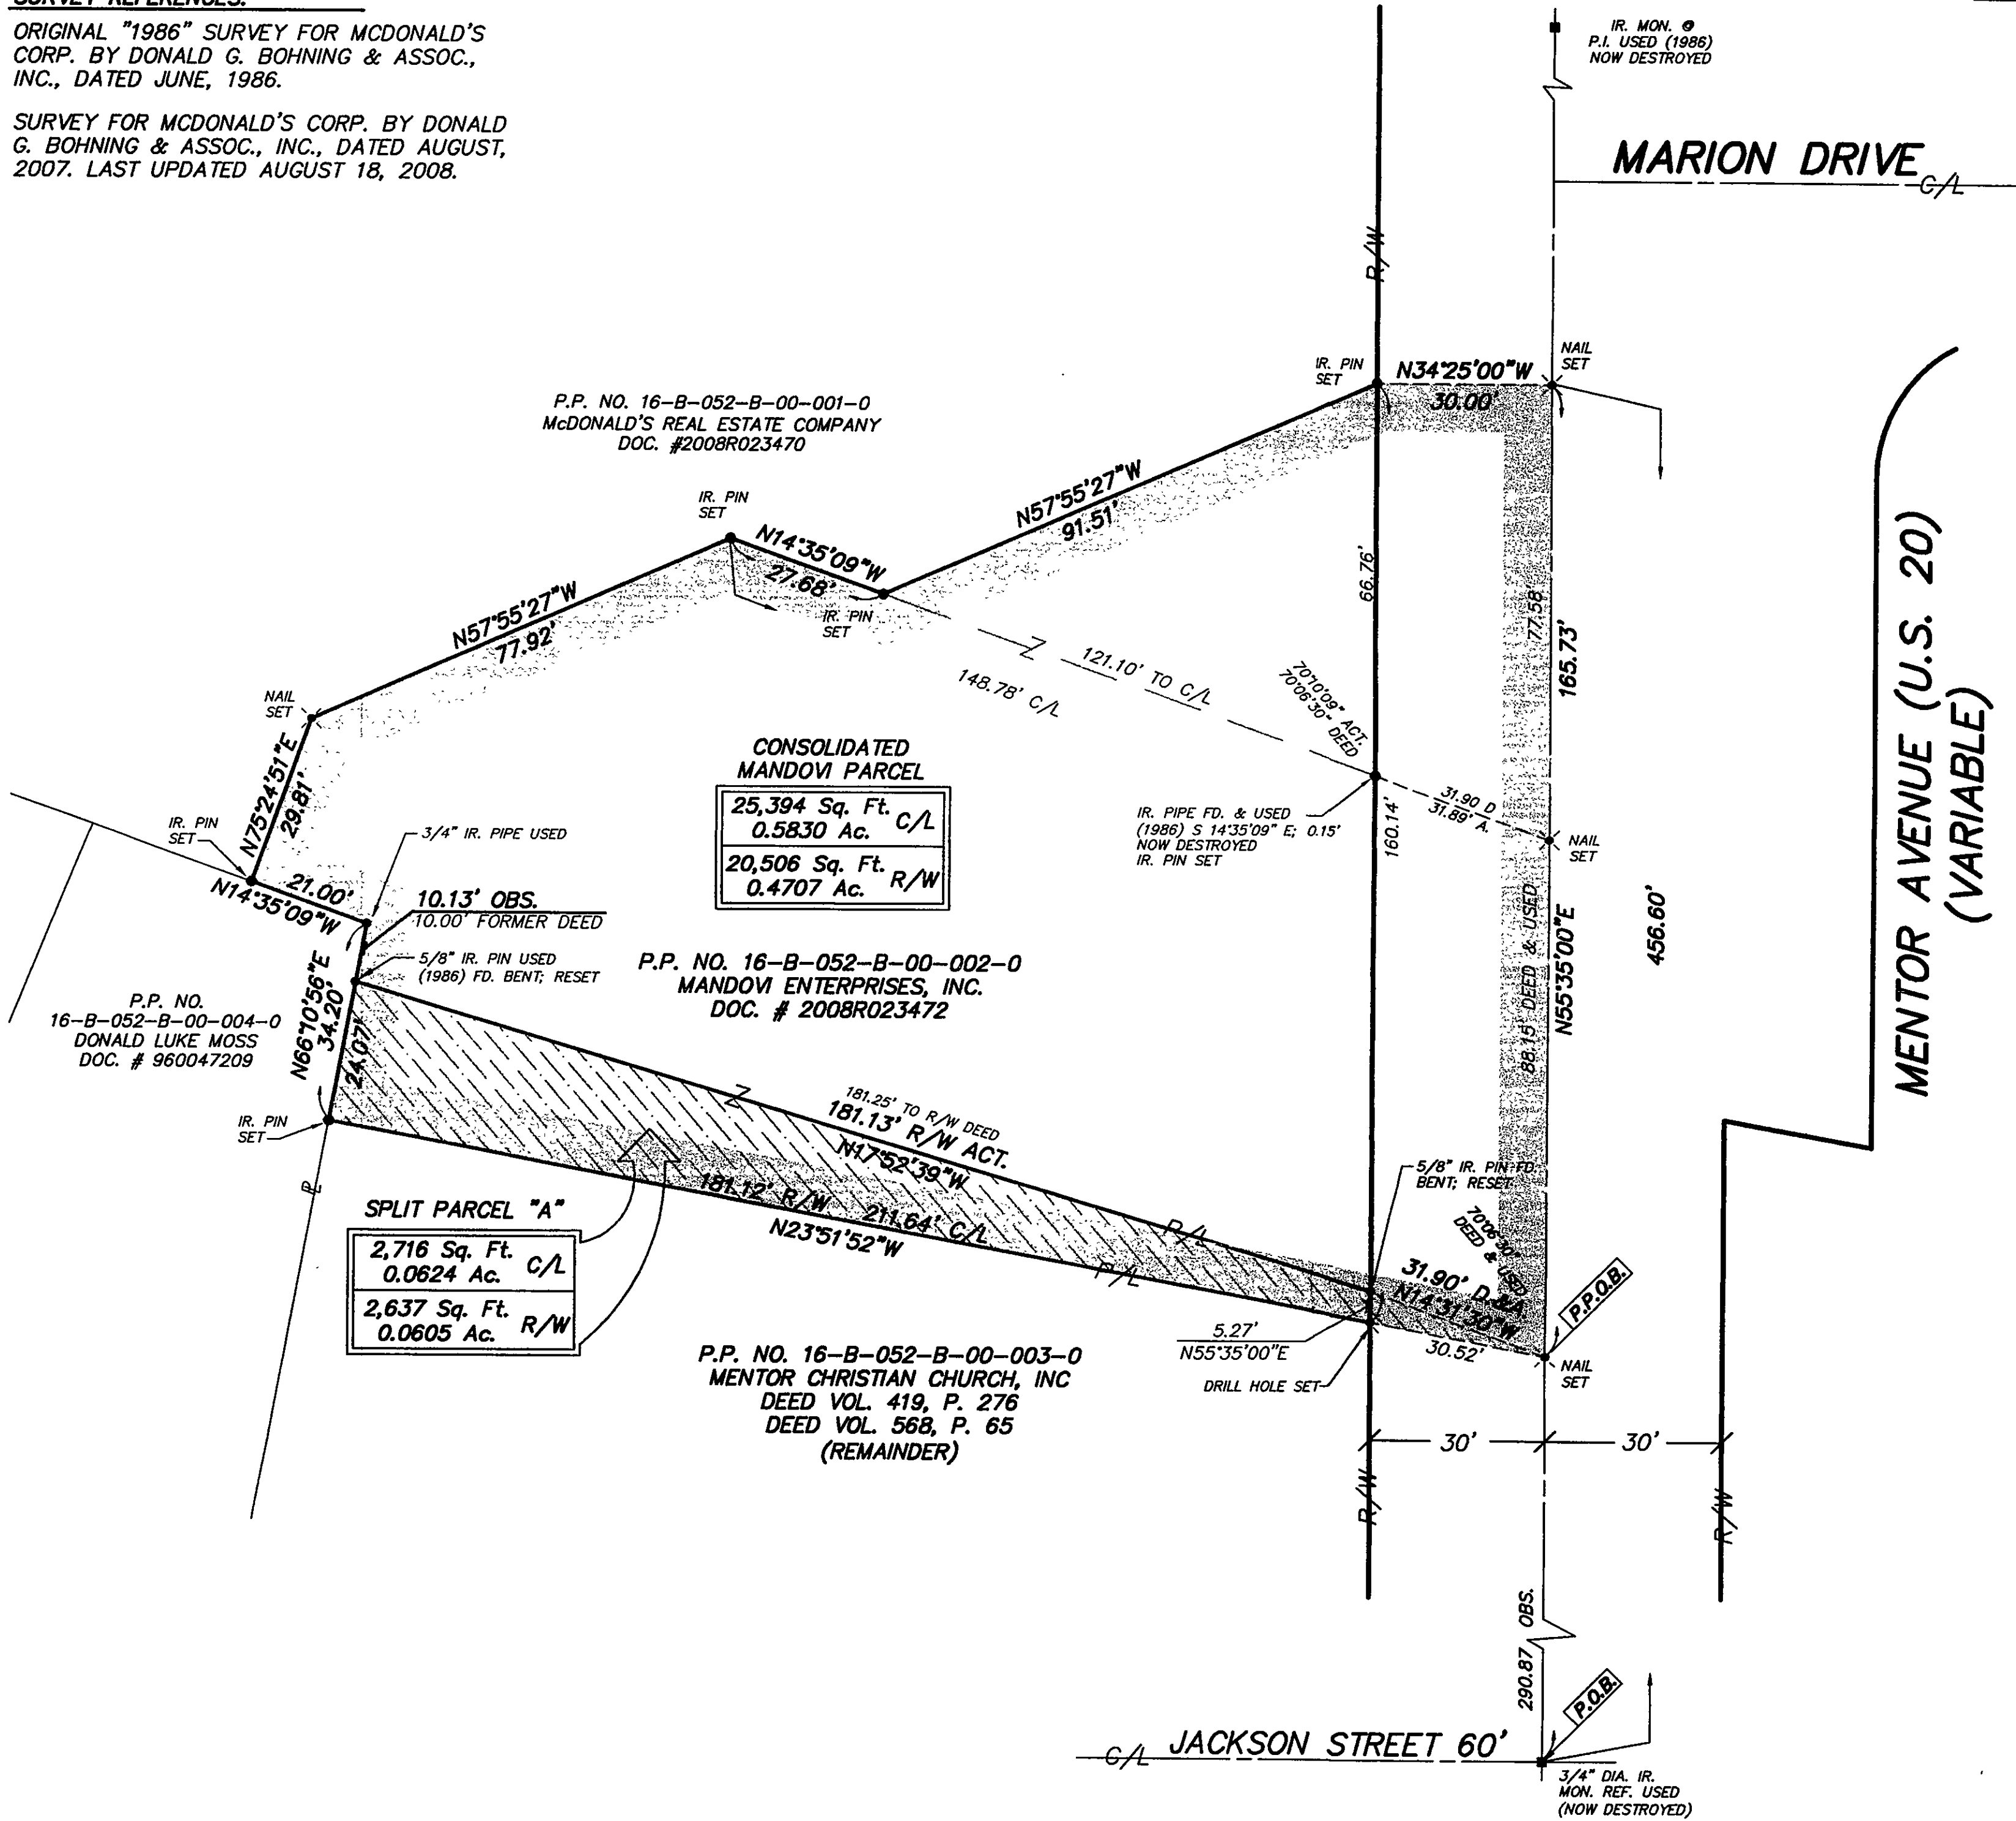 SURVEY REFERENCES:
ORIGINAL "1986" SURVEY FOR MCDONALD'S
CORP. BY DONALD G. BOHNING & ASSOC.,
INC., DATED JUNE, 1986.
SURVEY FOR MCDONALD'S CORP. BY DONALD
G. BOHNING & ASSOC., INC., DATED AUGUST,
2007. LAST UPDATED AUGUST 18, 2008.
IR. MON. @
P.I. USED (1986)
NOW DESTROYED
MARION DRIVE
C/L
R/W
IR. PIN
SET
N34°25'00"W
30.00'
NAIL
SET
P.P. NO. 16-B-052-B-00-001-0
McDONALD'S REAL ESTATE COMPANY
DOC. #2008R023470
IR. PIN
SET
N14°35'09"W
27.68'
IR. PIN
SET
N57°55'27"W
91.51'
N57°55'27"W
77.92'
66.76'
77.58'
165.73'
121.10' TO C/L
148.78' C/L
70°10'09" ACT.
70°06'30" DEED
MENTOR AVENUE (U.S. 20)
(VARIABLE)
NAIL
SET
N75°24'51"E
29.81'
CONSOLIDATED
MANDOVI PARCEL
25,394 Sq. Ft.
0.5830 Ac.
C/L
20,506 Sq. Ft.
0.4707 Ac.
R/W
IR. PIPE FD. & USED
(1986) S 14°35'09" E; 0.15'
NOW DESTROYED
IR. PIN SET
160.14'
31.90 D
31.89' A.
NAIL
SET
IR. PIN
SET
3/4" IR. PIPE USED
21.00'
N14°35'09"W
10.13' OBS.
10.00' FORMER DEED
5/8" IR. PIN USED
(1986) FD. BENT; RESET
P.P. NO. 16-B-052-B-00-002-0
MANDOVI ENTERPRISES, INC.
DOC. # 2008R023472
88.15' DEED & USED
N55°35'00"E
456.60'
P.P. NO.
16-B-052-B-00-004-0
DONALD LUKE MOSS
DOC. # 960047209
N66°10'56"E
34.20'
24.07'
IR. PIN
SET
181.25' TO R/W DEED
181.13' R/W ACT.
N17°52'39"W
181.12' R/W
211.64' C/L
N23°51'52"W
P/L
P/L
5/8" IR. PIN FD.
BENT; RESET
70°06'30"
DEED & USED
31.90' D.&A.
N14°31'30"W
30.52'
P.P.O.B.
NAIL
SET
SPLIT PARCEL "A"
2,716 Sq. Ft.
0.0624 Ac.
C/L
2,637 Sq. Ft.
0.0605 Ac.
R/W
5.27'
N55°35'00"E
DRILL HOLE SET
P.P. NO. 16-B-052-B-00-003-0
MENTOR CHRISTIAN CHURCH, INC
DEED VOL. 419, P. 276
DEED VOL. 568, P. 65
(REMAINDER)
30'
30'
R/W
R/W
290.87 OBS.
P.O.B.
C/L
JACKSON STREET 60'
3/4" DIA. IR.
MON. REF. USED
(NOW DESTROYED)